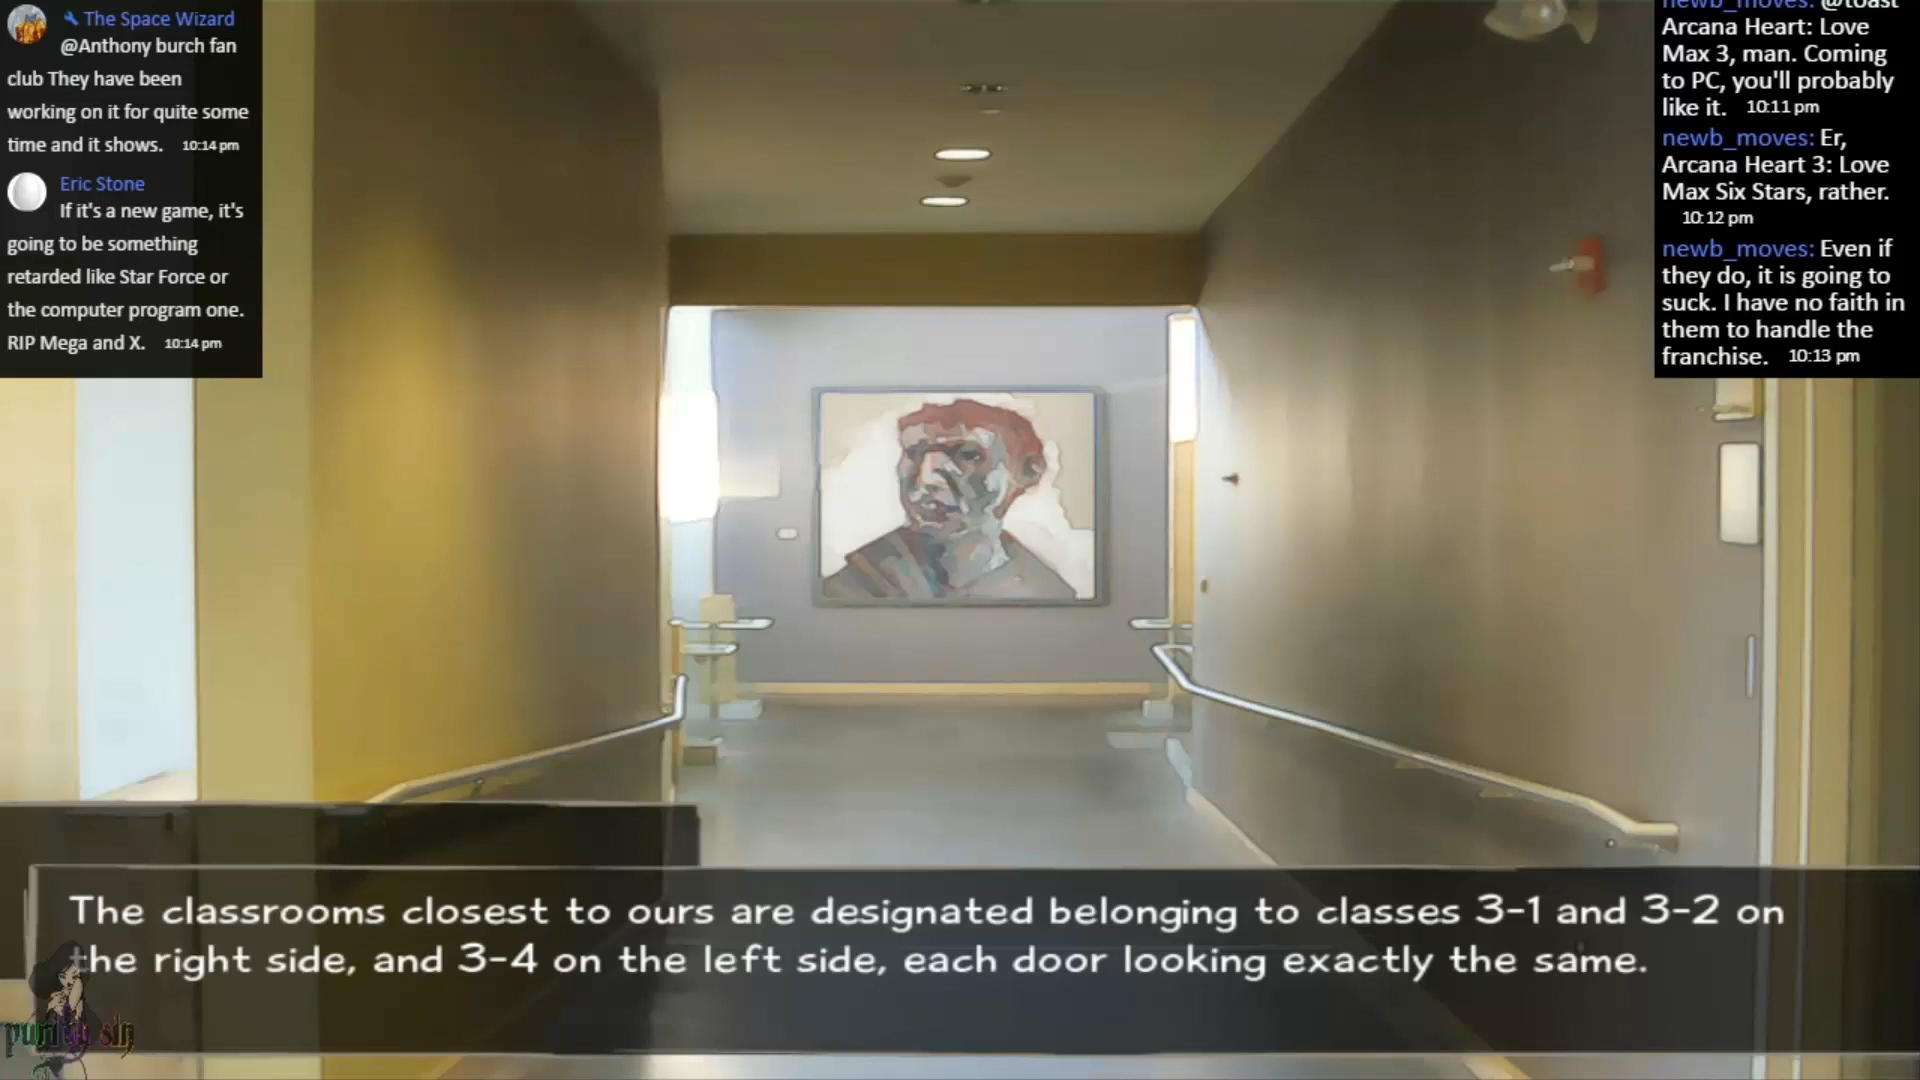 The Space Wizard
@Anthony burch fan
club They have been
working on it for quite some
time and it shows. 10:14 pm
Eric Stone
If it's a new game, it's
going to be something
retarded like Star Force or
the computer program one.
RIP Mega and X. 10:14 pm
newb_moves: @toast
Arcana Heart: Love
Max 3, man. Coming
to PC, you'll probably
like it. 10:11 pm
newb_moves: Er,
Arcana Heart 3: Love
Max Six Stars, rather.
10:12 pm
newb_moves: Even if
they do, it is going to
suck. I have no faith in
them to handle the
franchise. 10:13 pm
The classrooms closest to ours are designated belonging to classes 3-1 and 3-2 on
the right side, and 3-4 on the left side, each door looking exactly the same.